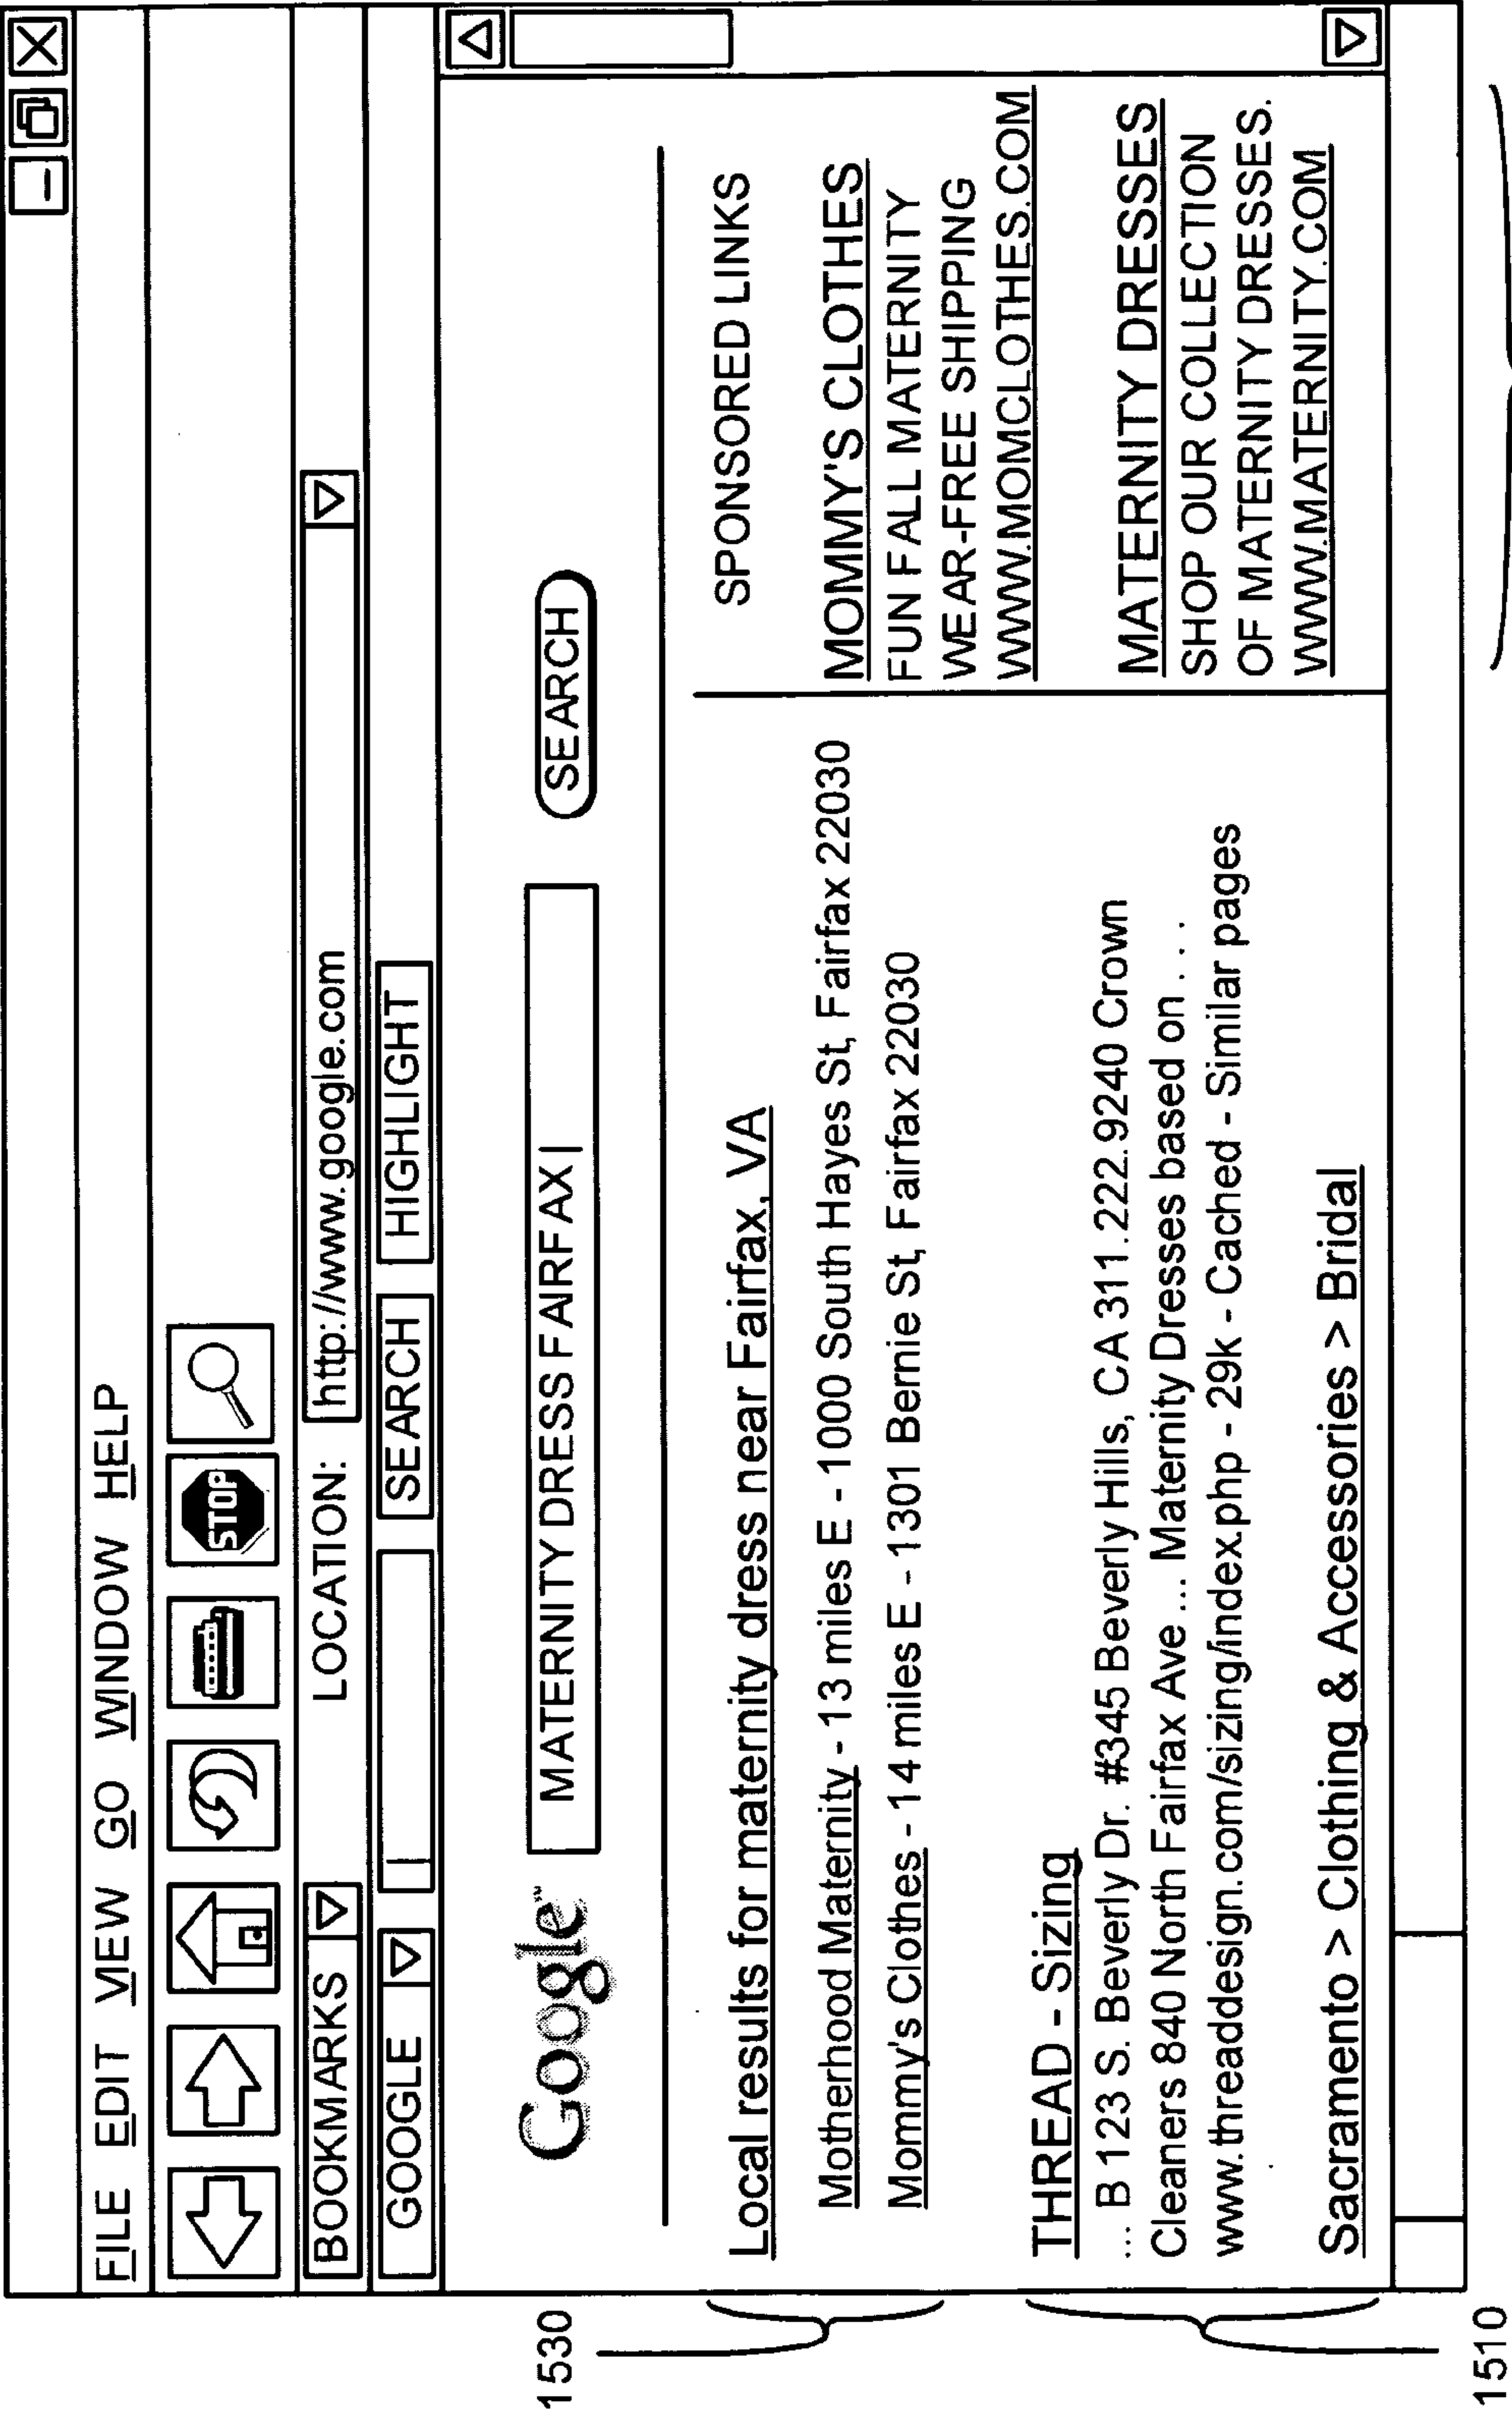 FILE EDIT VIEW GO WINDOW HELP
STOP
BOOKMARKS LOCATION: http://www.google.com
GOOGLE SEARCH HIGHLIGHT
Google™ MATERNITY DRESS FAIRFAX SEARCH
1530
Local results for maternity dress near Fairfax, VA
Motherhood Maternity - 13 miles E - 1000 South Hayes St, Fairfax 22030
Mommy's Clothes - 14 miles E - 1301 Bernie St, Fairfax 22030
THREAD - Sizing
... B 123 S. Beverly Dr. #345 Beverly Hills, CA 311.222.9240 Crown
Cleaners 840 North Fairfax Ave ... Maternity Dresses based on . . .
www.threaddesign.com/sizing/index.php - 29k - Cached - Similar pages
Sacramento > Clothing & Accessories > Bridal
1510
SPONSORED LINKS
MOMMY'S CLOTHES
FUN FALL MATERNITY
WEAR-FREE SHIPPING
WWW.MOMCLOTHES.COM
MATERNITY DRESSES
SHOP OUR COLLECTION
OF MATERNITY DRESSES.
WWW.MATERNITY.COM